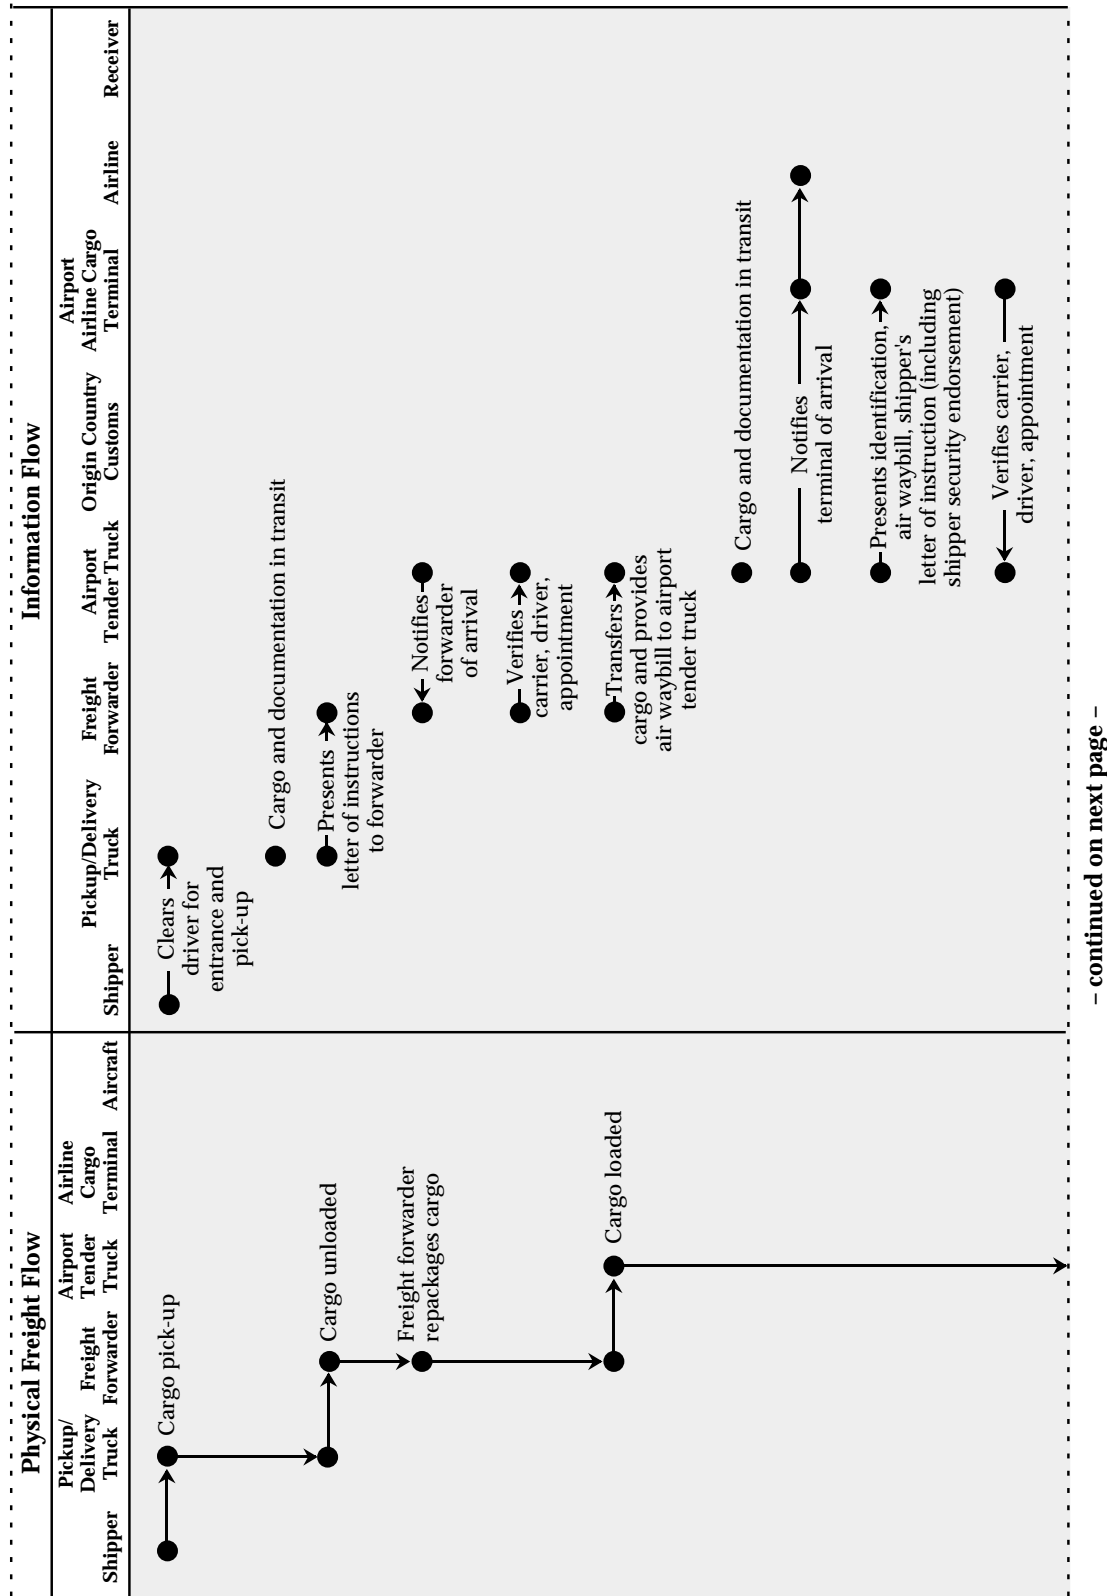 Physical Freight Flow
Information Flow
Shipper
Pickup/
Delivery
Truck
Freight
Forwarder
Airport
Tender
Truck
Airline
Cargo
Terminal
Aircraft
Shipper
Pickup/Delivery
Truck
Freight
Forwarder
Airport
Tender Truck
Origin Country
Customs
Airport
Airline Cargo
Terminal
Airline
Receiver
Cargo pick-up
Clears
driver for
entrance and
pick-up
Cargo and documentation in transit
Cargo unloaded
Presents
letter of instructions
to forwarder
Freight forwarder
repackages cargo
Notifies
forwarder
of arrival
Verifies
carrier, driver,
appointment
Cargo loaded
Transfers
cargo and provides
air waybill to airport
tender truck
Cargo and documentation in transit
Notifies
terminal of arrival
Presents identification,
air waybill, shipper's
letter of instruction (including
shipper security endorsement)
Verifies carrier,
driver, appointment
– continued on next page –